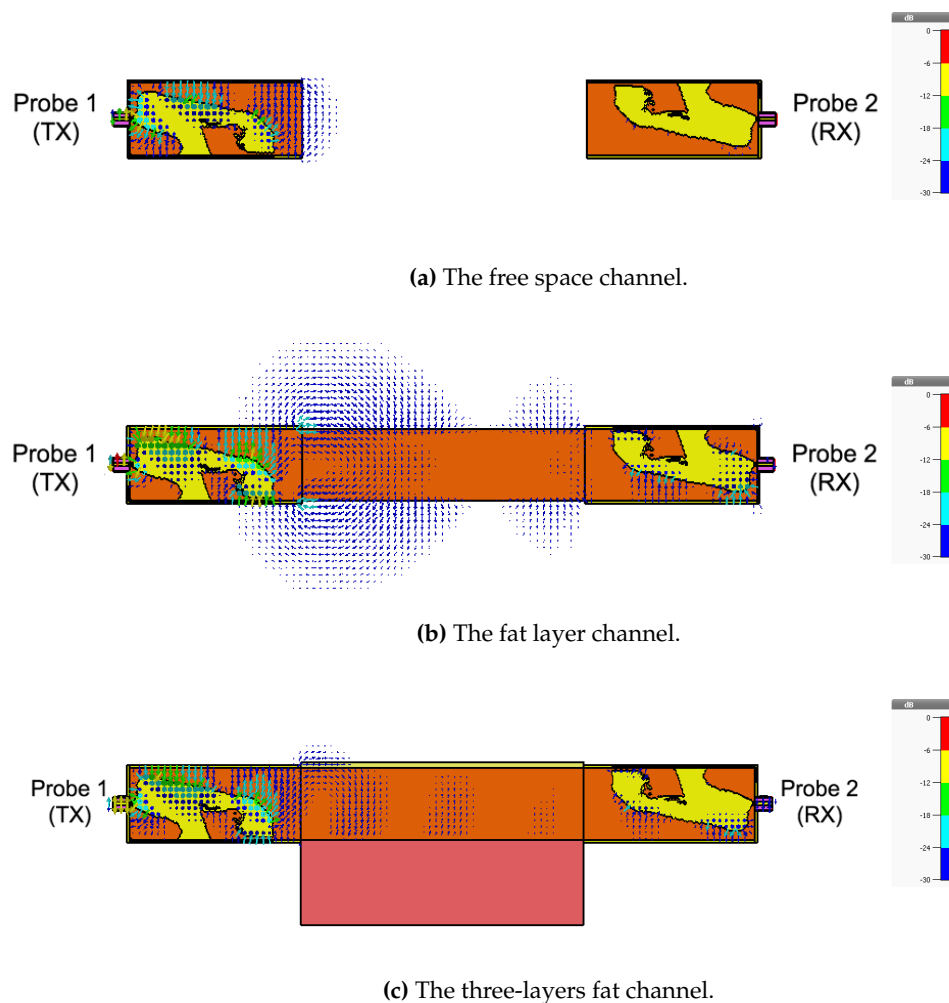 dB
0
-6
-12
-18
-24
-30
Probe 1
(TX)
Probe 2
(RX)
(a) The free space channel.
dB
0
-6
-12
-18
-24
-30
Probe 1
(TX)
Probe 2
(RX)
(b) The fat layer channel.
dB
0
-6
-12
-18
-24
-30
Probe 1
(TX)
Probe 2
(RX)
(c) The three-layers fat channel.